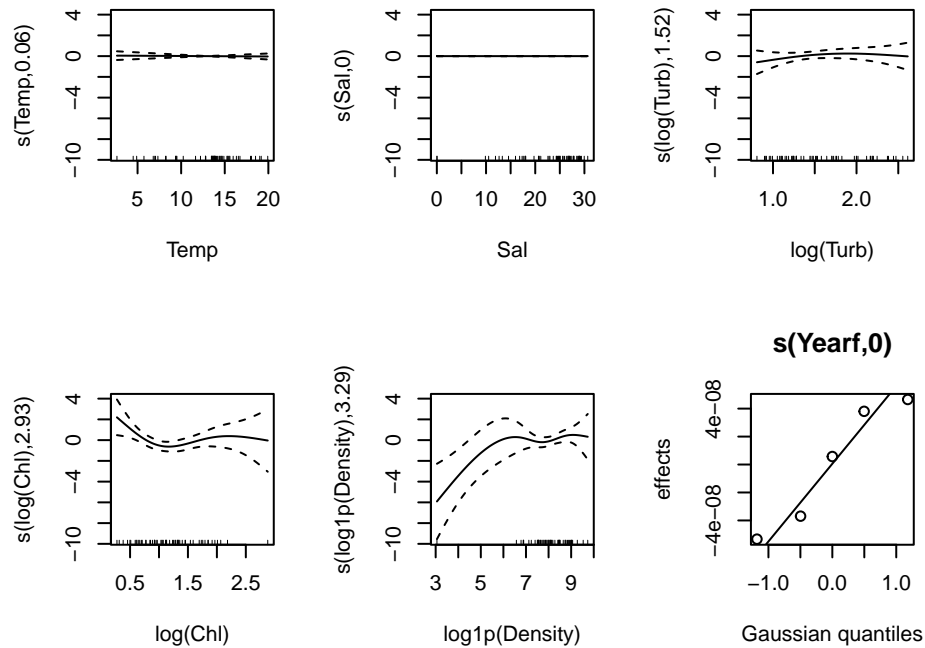 s(Temp,0.06)
4
0
−4
−10
5 10 15 20
Temp
s(Sal,0)
4
0
−4
−10
0 10 20 30
Sal
s(log(Turb),1.52)
4
0
−4
−10
1.0 2.0
log(Turb)
s(log(Chl),2.93)
4
0
−4
−10
0.5 1.5 2.5
log(Chl)
s(log1p(Density),3.29)
4
0
−4
−10
3 5 7 9
log1p(Density)
s(Yearf,0)
effects
4e−08
−4e−08
−1.0 0.0 1.0
Gaussian quantiles